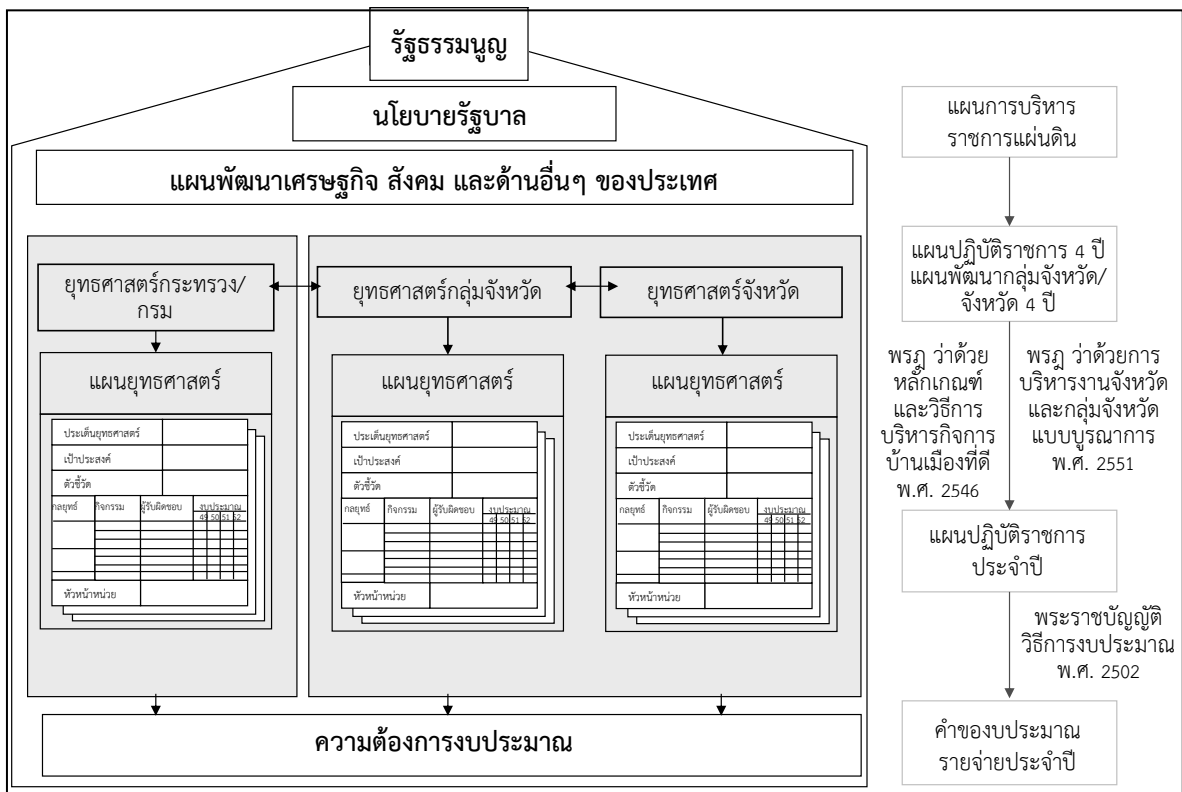 รัฐธรรมนูญ
นโยบายรัฐบาล
แผนพัฒนาเศรษฐกิจ สังคม และด้านอื่นๆ ของประเทศ
ยุทธศาสตร์กระทรวง/
กรม
ยุทธศาสตร์กลุ่มจังหวัด
ยุทธศาสตร์จังหวัด
แผนยุทธศาสตร์
ประเด็นยุทธศาสตร์
เป้าประสงค์
ตัวชี้วัด
กลยุทธ์ กิจกรรม ผู้รับผิดชอบ งบประมาณ
49 50 51 52
หัวหน้าหน่วย
แผนยุทธศาสตร์
ประเด็นยุทธศาสตร์
เป้าประสงค์
ตัวชี้วัด
กลยุทธ์ กิจกรรม ผู้รับผิดชอบ งบประมาณ
49 50 51 52
หัวหน้าหน่วย
แผนยุทธศาสตร์
ประเด็นยุทธศาสตร์
เป้าประสงค์
ตัวชี้วัด
กลยุทธ์ กิจกรรม ผู้รับผิดชอบ งบประมาณ
49 50 51 52
หัวหน้าหน่วย
ความต้องการงบประมาณ
แผนการบริหาร
ราชการแผ่นดิน
แผนปฏิบัติราชการ 4 ปี
แผนพัฒนากลุ่มจังหวัด/
จังหวัด 4 ปี
พรฎ ว่าด้วย
หลักเกณฑ์
และวิธีการ
บริหารกิจการ
บ้านเมืองที่ดี
พ.ศ. 2546
พรฎ ว่าด้วยการ
บริหารงานจังหวัด
และกลุ่มจังหวัด
แบบบูรณาการ
พ.ศ. 2551
แผนปฏิบัติราชการ
ประจำปี
พระราชบัญญัติ
วิธีการงบประมาณ
พ.ศ. 2502
คำของบประมาณ
รายจ่ายประจำปี